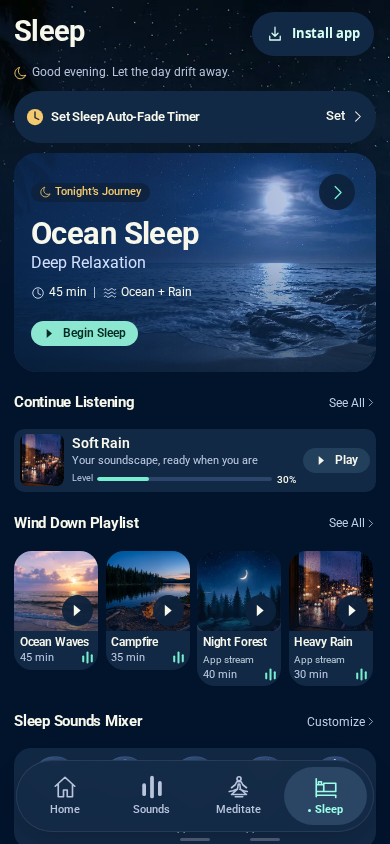 Sleep
Install app
Good evening. Let the day drift away.
Set Sleep Auto-Fade Timer
Set
Tonight's Journey
Ocean Sleep
Deep Relaxation
45 min | Ocean + Rain
Begin Sleep
Continue Listening
See All
Soft Rain
Your soundscape, ready when you are
Level
30%
Play
Wind Down Playlist
See All
Ocean Waves
45 min
Campfire
35 min
Night Forest
App stream
40 min
Heavy Rain
App stream
30 min
Sleep Sounds Mixer
Customize
Home
Sounds
Meditate
• Sleep